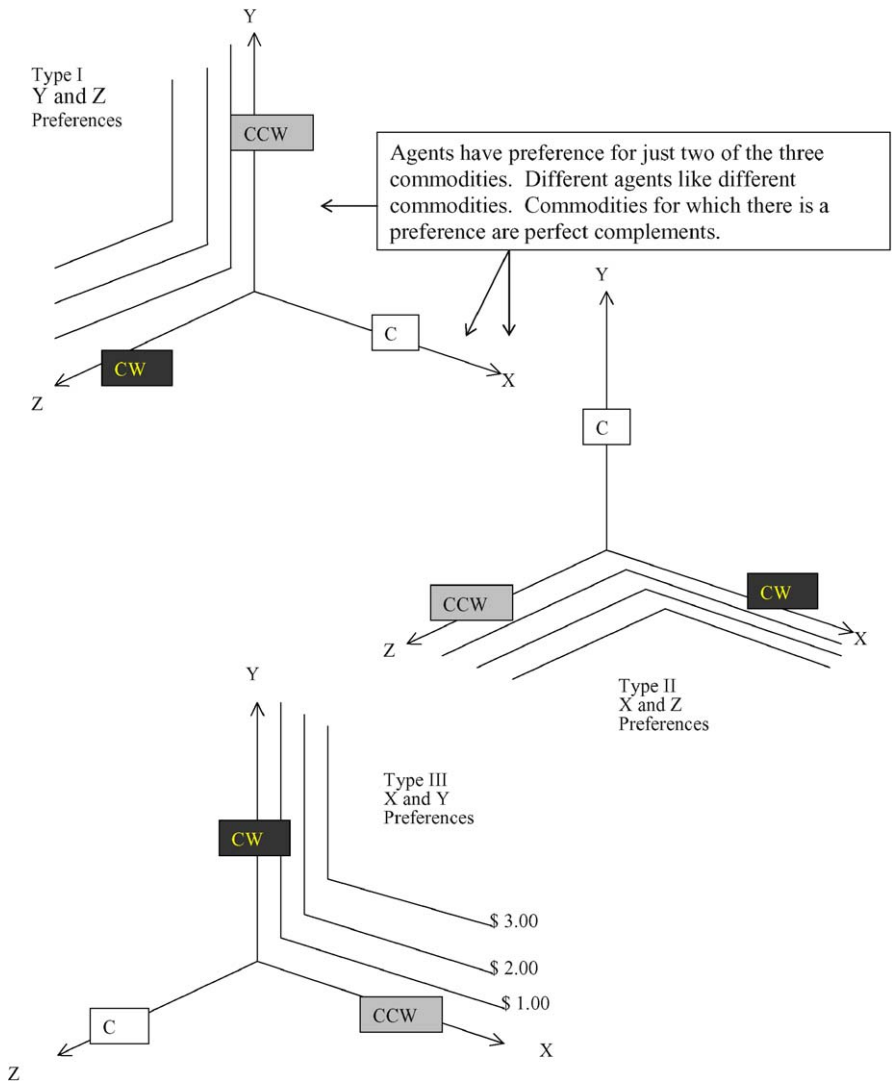 Y
Type I
Y and Z
Preferences
CCW
Agents have preference for just two of the three
commodities. Different agents like different
commodities. Commodities for which there is a
preference are perfect complements.
C
CW
X
Z
Y
C
CCW
CW
Z
X
Type II
X and Z
Preferences
Y
Type III
X and Y
Preferences
CW
$ 3.00
$ 2.00
$ 1.00
C
CCW
X
Z